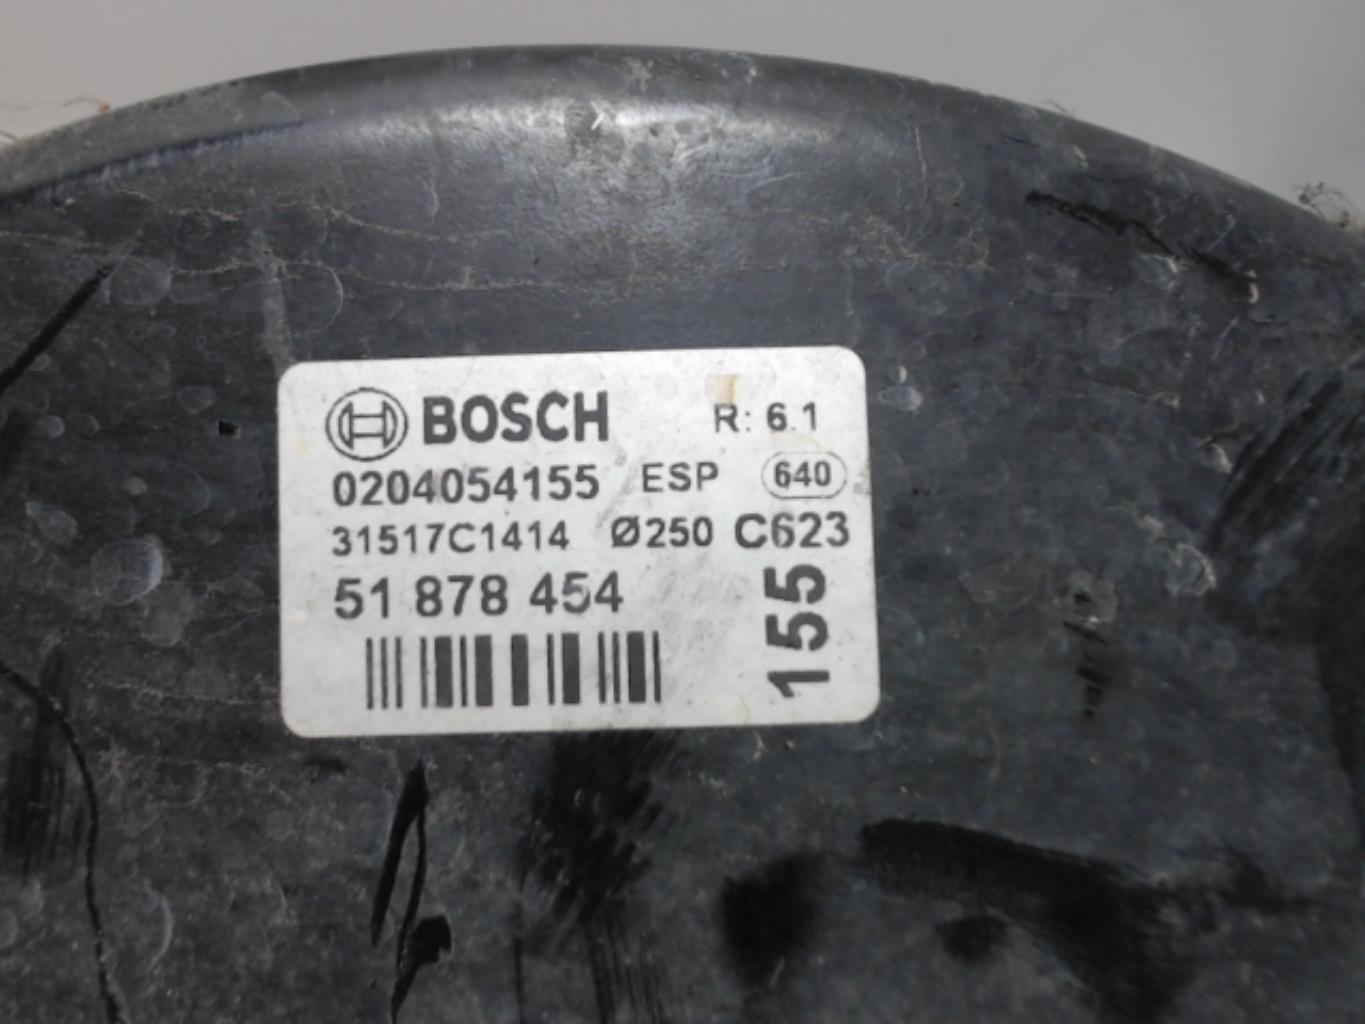 BOSCH R: 6.1
0204054155 ESP 640
31517C1414 Ø250 C623
51 878 454
155